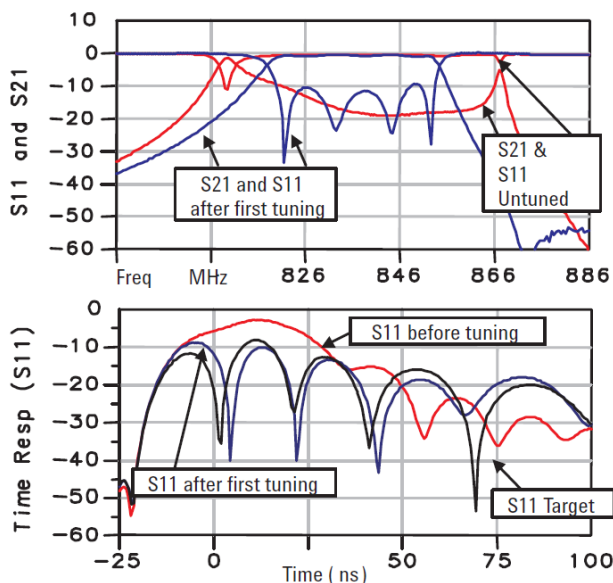 S11 and S21
0
-10
-20
-30
-40
-50
-60
S21 and S11
after first tuning
S21 &
S11
Untuned
Freq MHz 826 846 866 886
Time Resp (S11)
0
-10
-20
-30
-40
-50
-60
S11 before tuning
S11 after first tuning
S11 Target
-25 0 25 50 75 100
Time (ns)